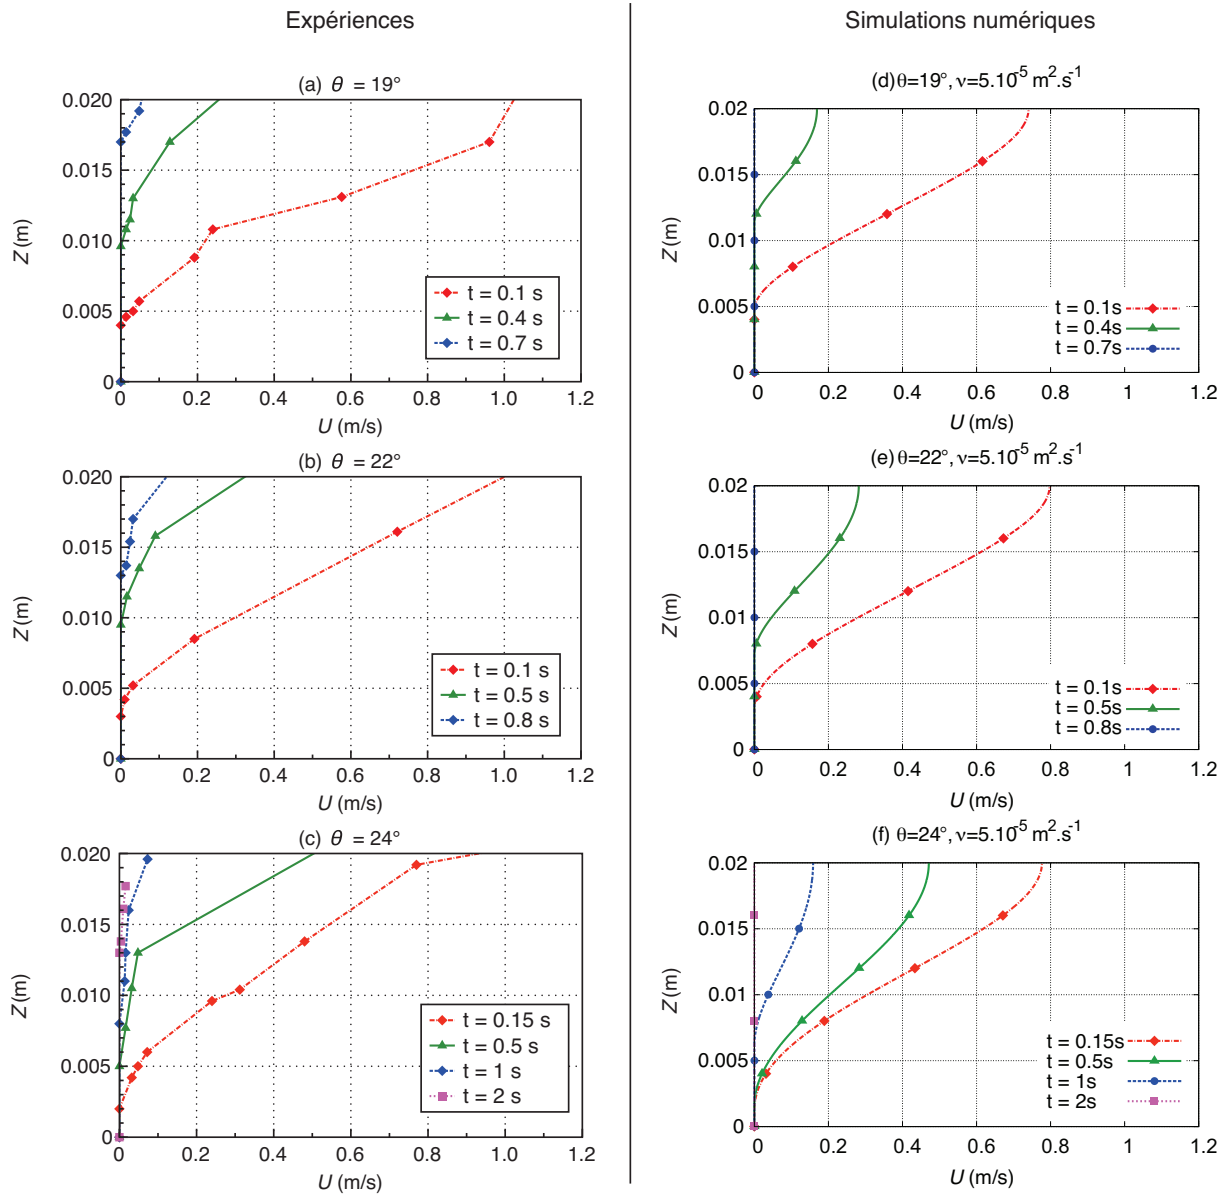 Expériences
Simulations numériques
(a) θ = 19°
0.020
0.015
0.010
0.005
0
Z (m)
0 0.2 0.4 0.6 0.8 1.0 1.2
U (m/s)
t = 0.1 s
t = 0.4 s
t = 0.7 s
(d) θ=19°, ν=5.10⁻⁵ m².s⁻¹
0.02
0.015
0.01
0.005
0
Z (m)
0 0.2 0.4 0.6 0.8 1 1.2
U (m/s)
t = 0.1s
t = 0.4s
t = 0.7s
(b) θ = 22°
0.020
0.015
0.010
0.005
0
Z (m)
0 0.2 0.4 0.6 0.8 1.0 1.2
U (m/s)
t = 0.1 s
t = 0.5 s
t = 0.8 s
(e) θ=22°, ν=5.10⁻⁵ m².s⁻¹
0.02
0.015
0.01
0.005
0
Z (m)
0 0.2 0.4 0.6 0.8 1 1.2
U (m/s)
t = 0.1s
t = 0.5s
t = 0.8s
(c) θ = 24°
0.020
0.015
0.010
0.005
0
Z (m)
0 0.2 0.4 0.6 0.8 1.0 1.2
U (m/s)
t = 0.15 s
t = 0.5 s
t = 1 s
t = 2 s
(f) θ=24°, ν=5.10⁻⁵ m².s⁻¹
0.02
0.015
0.01
0.005
0
Z (m)
0 0.2 0.4 0.6 0.8 1 1.2
U (m/s)
t = 0.15s
t = 0.5s
t = 1s
t = 2s